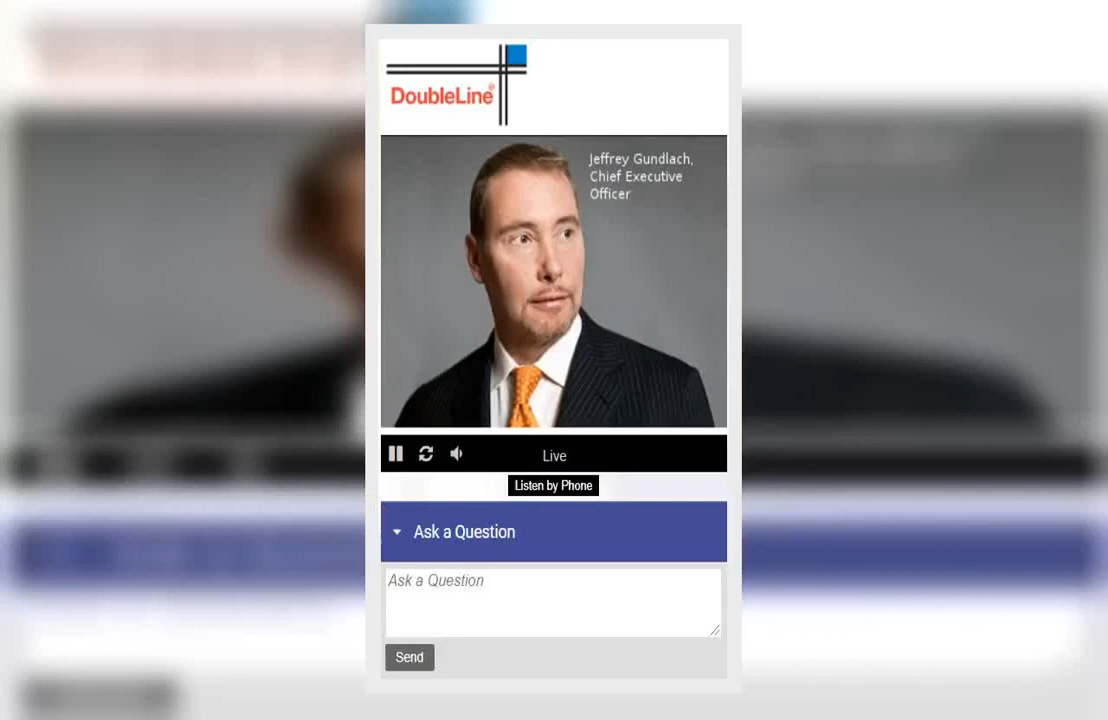 DoubleLine®
Jeffrey Gundlach,
Chief Executive
Officer
Live
Listen by Phone
Ask a Question
Ask a Question
Send